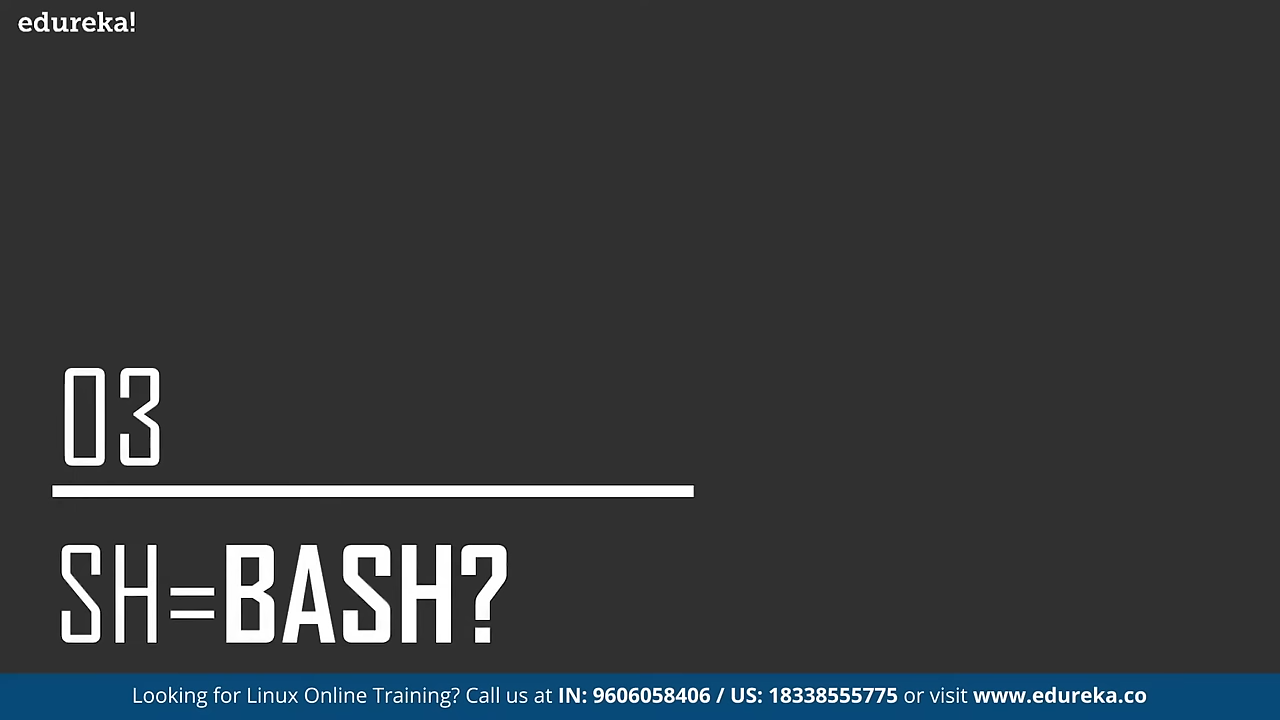 edureka!
03
SH=BASH?
Looking for Linux Online Training? Call us at IN: 9606058406 / US: 18338555775 or visit www.edureka.co